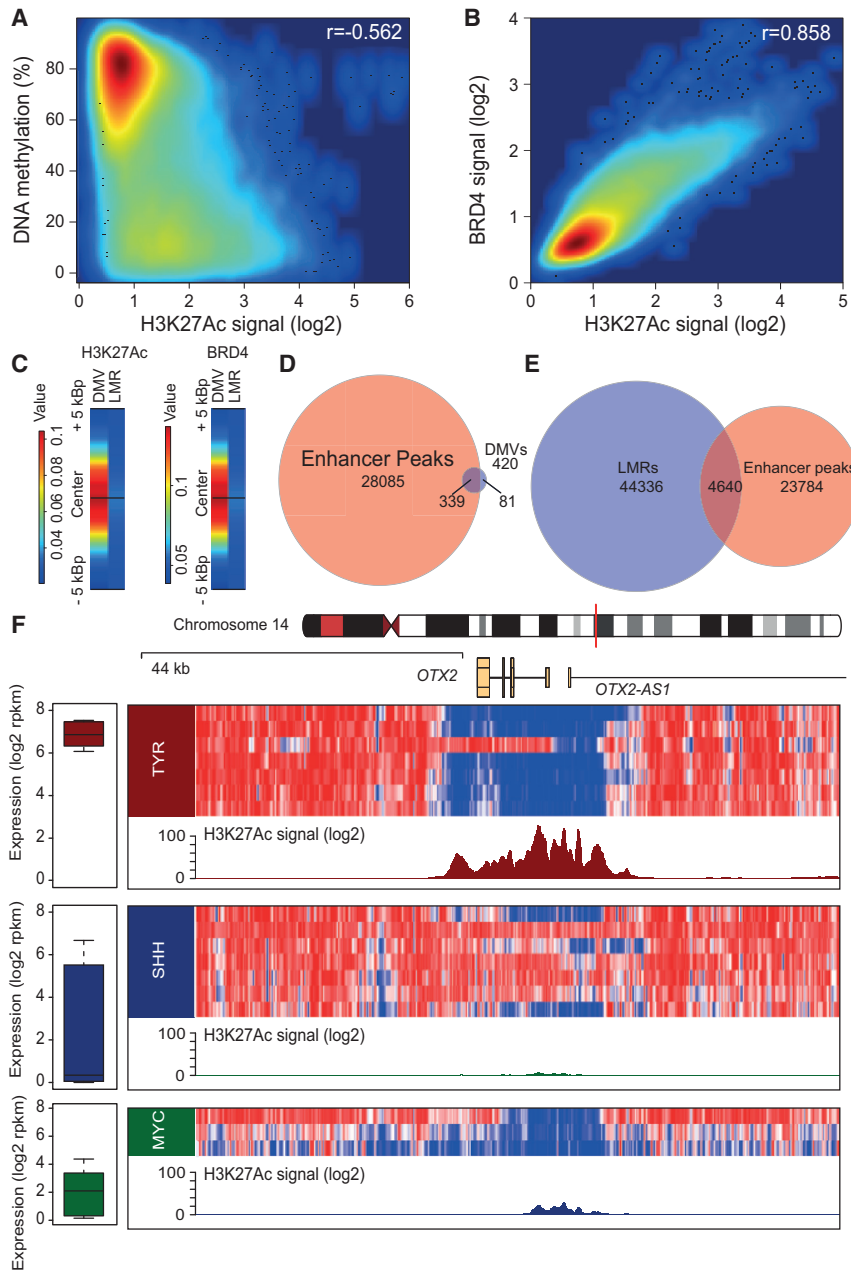 A
r=-0.562
DNA methylation (%)
80
60
40
20
0
0 1 2 3 4 5 6
H3K27Ac signal (log2)
B
r=0.858
BRD4 signal (log2)
4
3
2
1
0
0 1 2 3 4 5
H3K27Ac signal (log2)
C
H3K27Ac
DMV
LMR
Value
0.1
0.08
0.06
0.04
+ 5 kBp
Center
- 5 kBp
BRD4
DMV
LMR
Value
0.1
0.05
+ 5 kBp
Center
- 5 kBp
D
Enhancer Peaks
28085
DMVs
420
339
81
E
LMRs
44336
4640
Enhancer peaks
23784
F
Chromosome 14
44 kb
OTX2
OTX2-AS1
Expression (log2 rpkm)
8
6
4
2
0
TYR
H3K27Ac signal (log2)
100
0
Expression (log2 rpkm)
8
6
4
2
0
SHH
H3K27Ac signal (log2)
100
0
Expression (log2 rpkm)
8
6
4
2
0
MYC
H3K27Ac signal (log2)
100
0